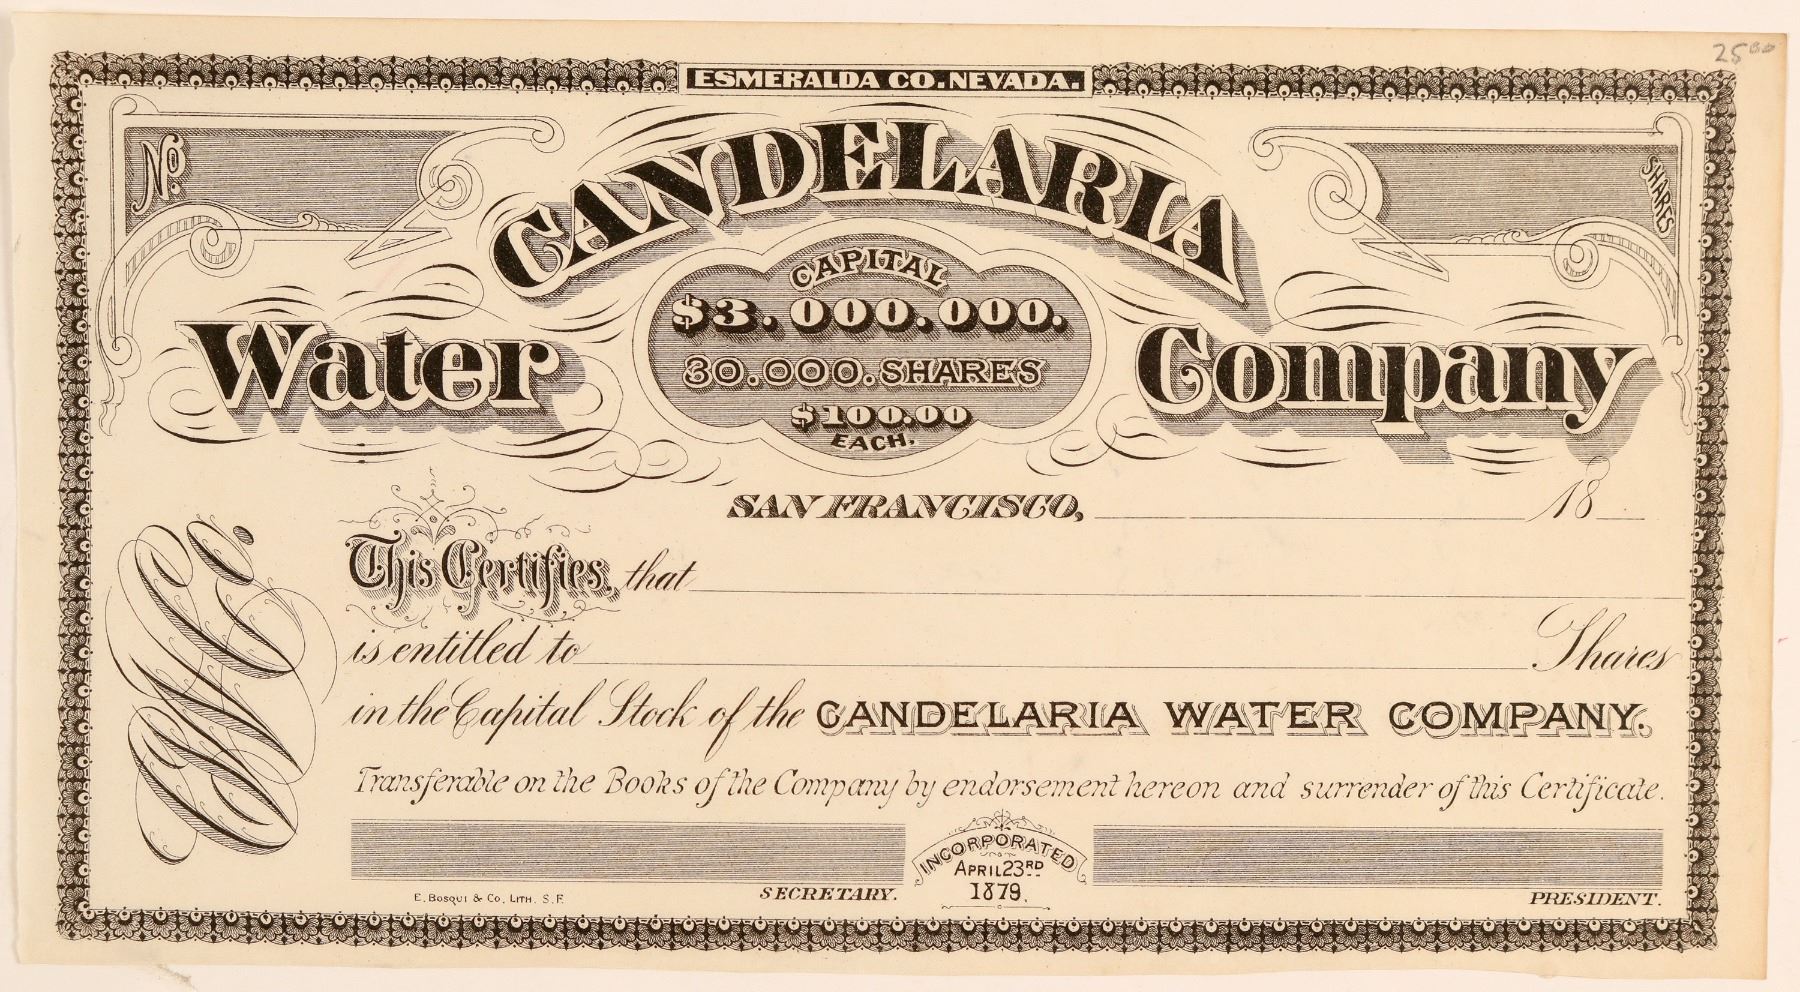 25 00
ESMERALDA CO. NEVADA.
No.
SHARES
CANDELARIA
Water Company
CAPITAL
$3.000.000.
30.000.SHARES
$100.00
EACH.
SAN FRANCISCO, 18
This Certifies that
is entitled to Shares
in the Capital Stock of the CANDELARIA WATER COMPANY.
Transferable on the Books of the Company by endorsement hereon and surrender of this Certificate.
INCORPORATED
APRIL 23RD
1879.
E. BOSQUI & CO. LITH. S.F.
SECRETARY.
PRESIDENT.
CWC.